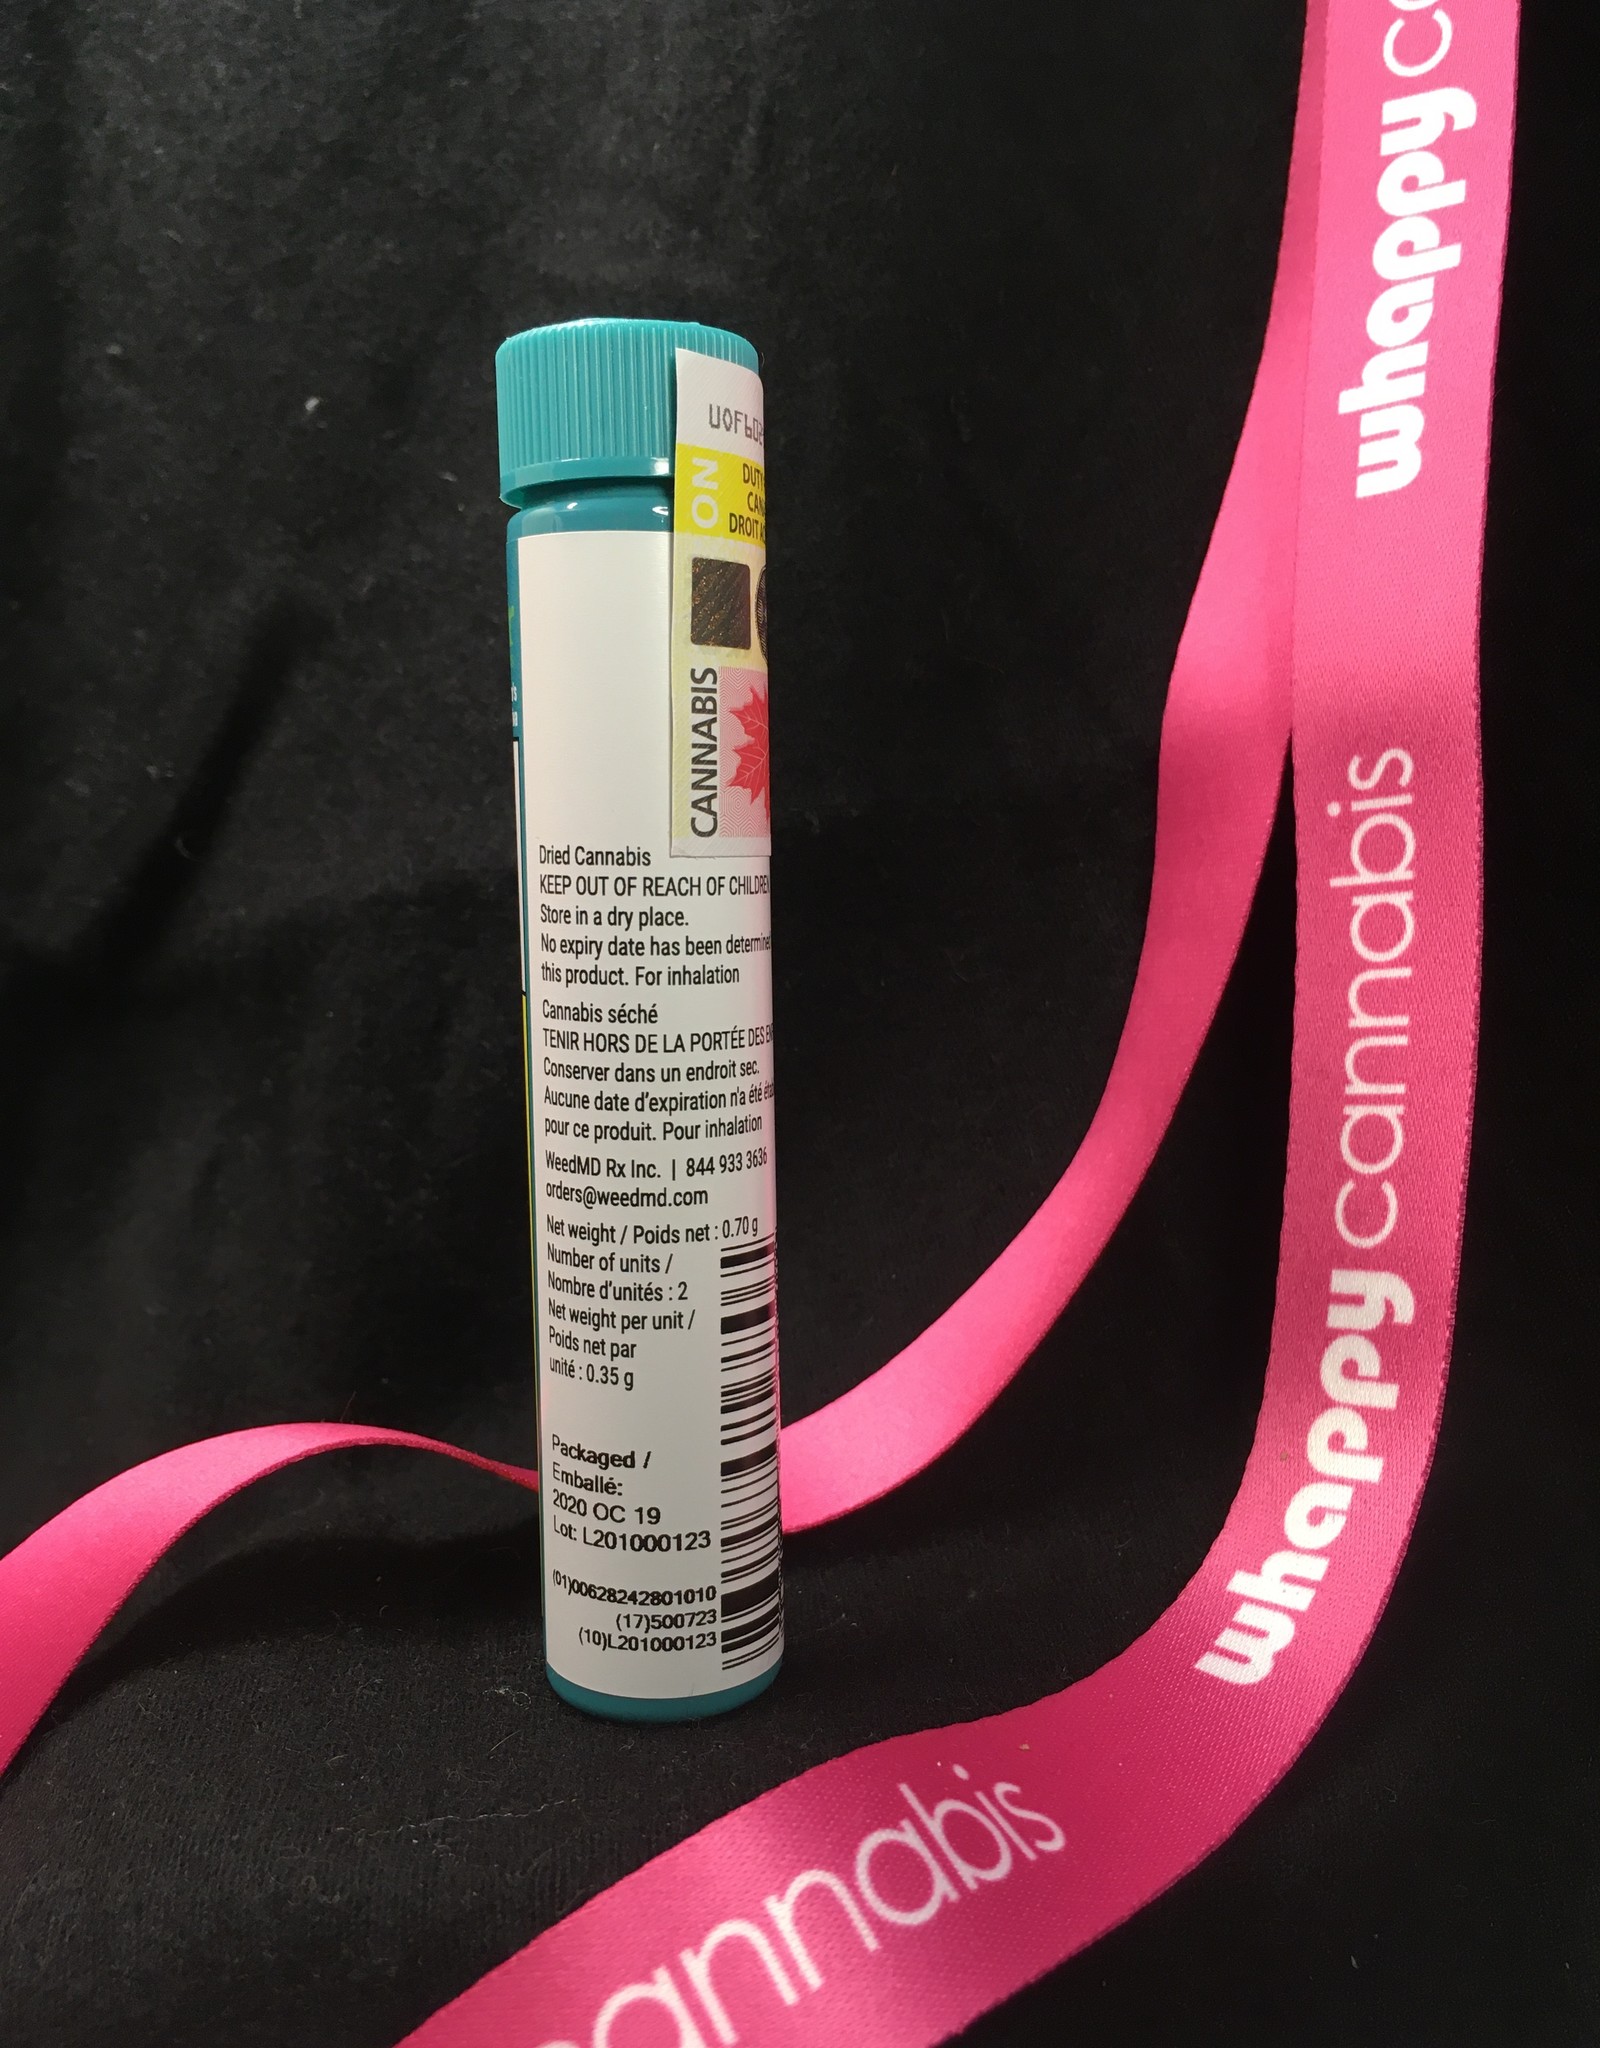 ON
DUTY
DROIT
CANNABIS
Dried Cannabis
KEEP OUT OF REACH OF CHILDREN
Store in a dry place.
No expiry date has been determined
this product. For inhalation
Cannabis séché
TENIR HORS DE LA PORTÉE DES
Conserver dans un endroit sec.
Aucune date d'expiration n'a été
pour ce produit. Pour inhalation
WeedMD Rx Inc. | 844 933 3636
orders@weedmd.com
Net weight / Poids net : 0.70 g
Number of units /
Nombre d'unités : 2
Net weight per unit /
Poids net par
unité : 0.35 g
Packaged /
Emballé:
2020 OC 19
Lot: L201000123
(01)00628242801010
(17)500723
(10)L201000123
whappy
whappy cannabis
annabis